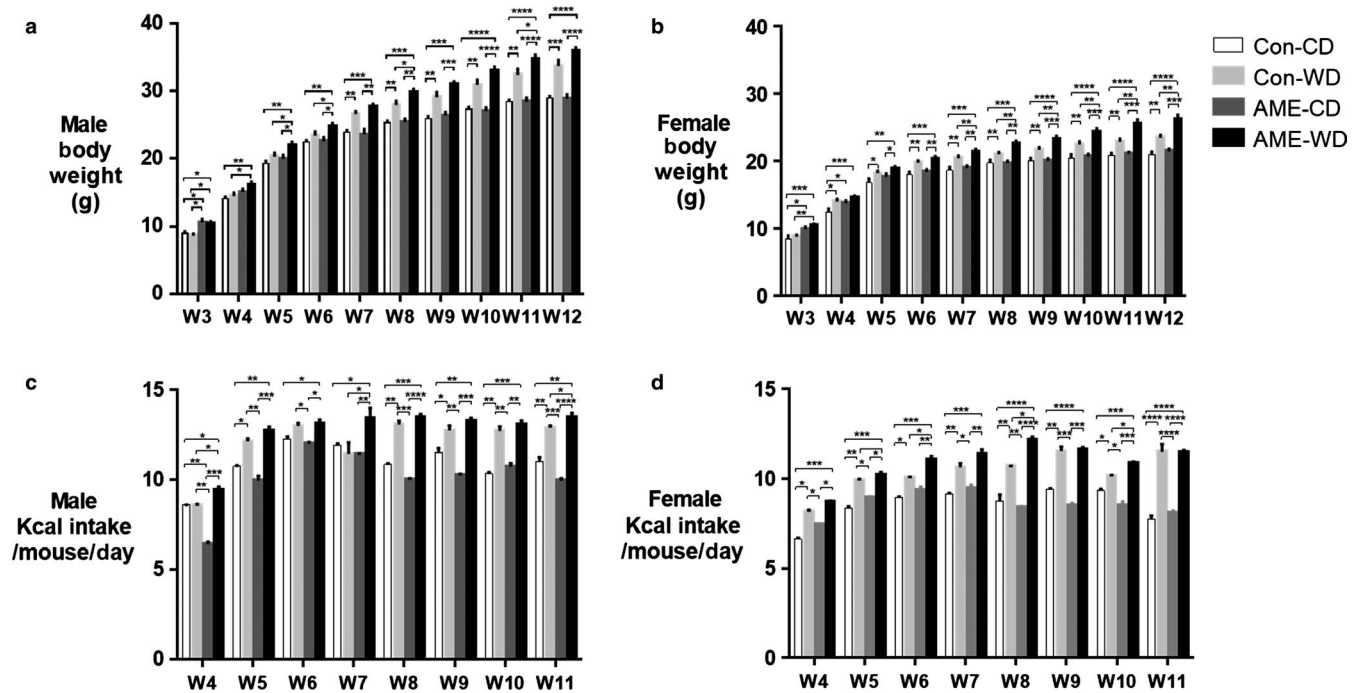 a
Male
body
weight
(g)
40
30
20
10
0
W3 W4 W5 W6 W7 W8 W9 W10 W11 W12
b
Female
body
weight
(g)
40
30
20
10
0
W3 W4 W5 W6 W7 W8 W9 W10 W11 W12
Con-CD
Con-WD
AME-CD
AME-WD
c
Male
Kcal intake
/mouse/day
15
10
5
0
W4 W5 W6 W7 W8 W9 W10 W11
d
Female
Kcal intake
/mouse/day
15
10
5
0
W4 W5 W6 W7 W8 W9 W10 W11